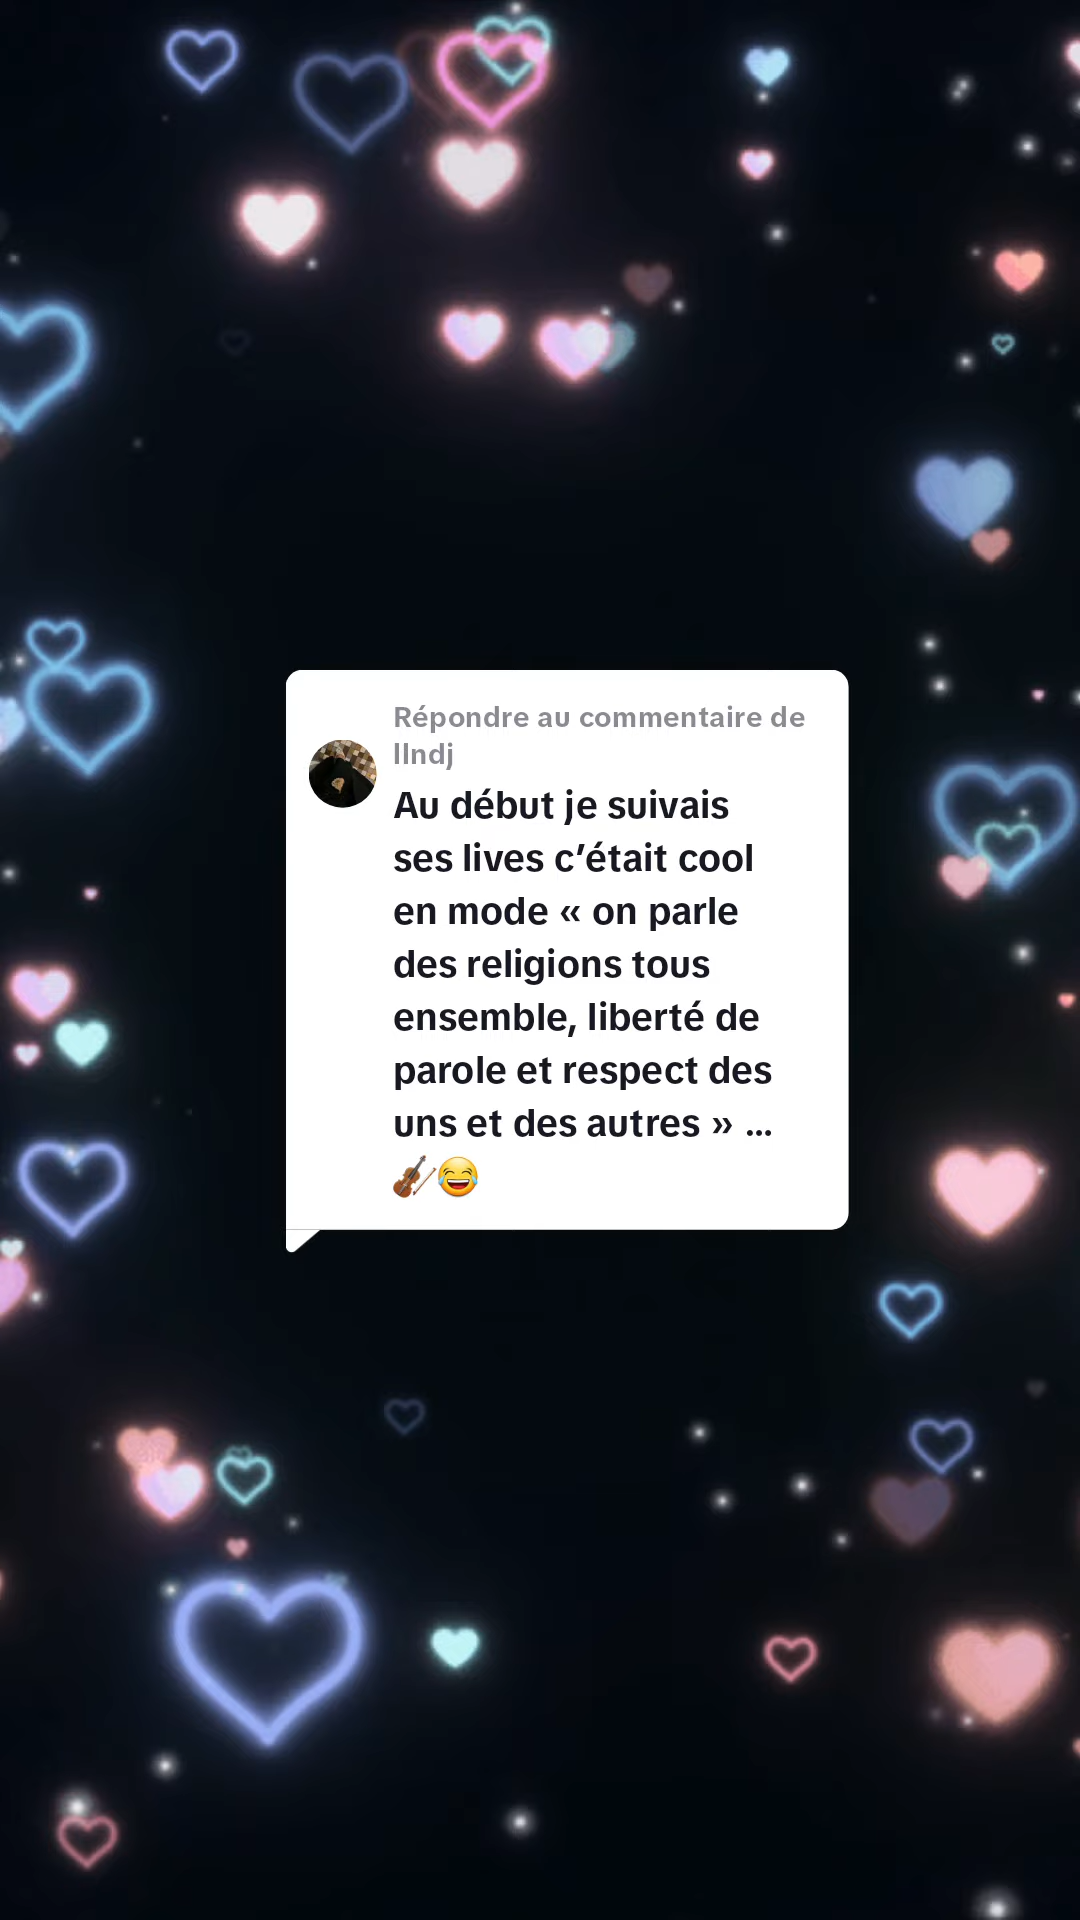 Répondre au commentaire de
llndj
Au début je suivais
ses lives c’était cool
en mode « on parle
des religions tous
ensemble, liberté de
parole et respect des
uns et des autres » ...
🎻😂